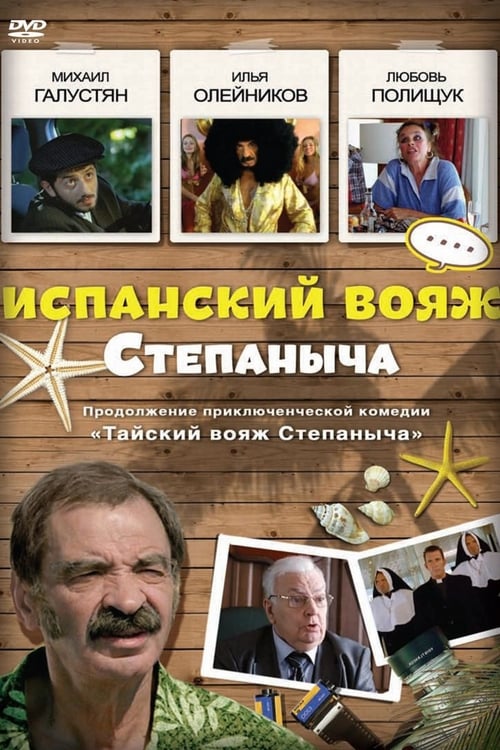 DVD
VIDEO
МИХАИЛ
ГАЛУСТЯН
ИЛЬЯ
ОЛЕЙНИКОВ
ЛЮБОВЬ
ПОЛИЩУК
.....
ИСПАНСКИЙ ВОЯЖ
СТЕПАНЫЧА
Продолжение приключенческой комедии
«Тайский вояж Степаныча»